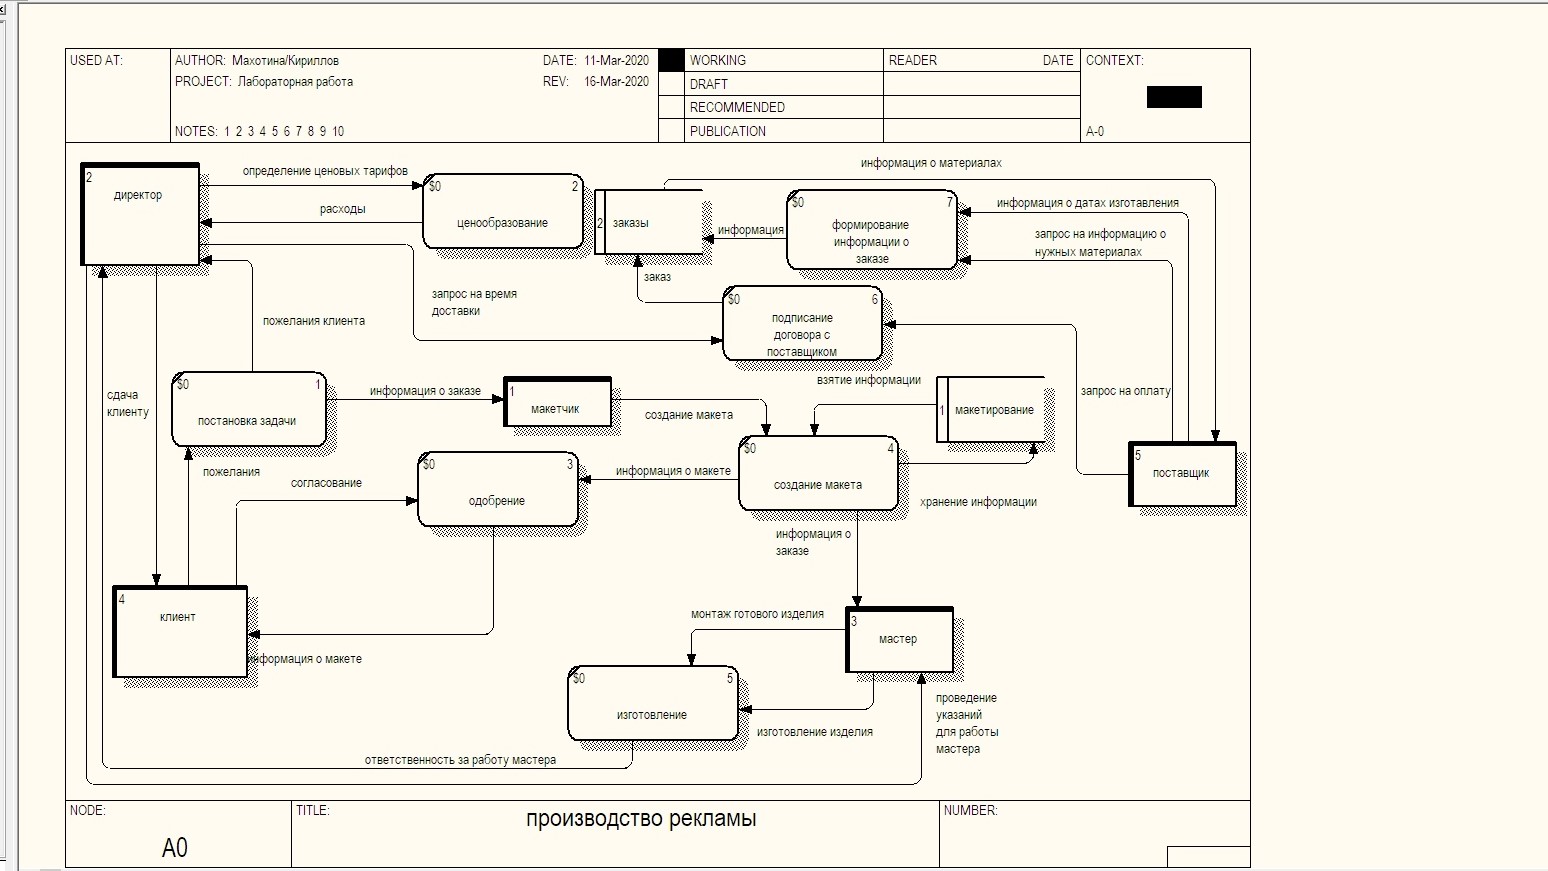 USED AT:
AUTHOR: Махотина/Кириллов
DATE: 11-Mar-2020
PROJECT: Лабораторная работа
REV: 16-Mar-2020
NOTES: 1 2 3 4 5 6 7 8 9 10
WORKING
DRAFT
RECOMMENDED
PUBLICATION
READER
DATE
CONTEXT:
A-0
2
директор
определение ценовых тарифов
расходы
$0
2
ценообразование
информация о материалах
2
заказы
информация
$0
7
формирование
информации о
заказе
информация о датах изготавления
запрос на информацию о
нужных материалах
заказ
запрос на время
доставки
$0
6
подписание
договора с
поставщиком
пожелания клиента
сдача
клиенту
$0
1
постановка задачи
информация о заказе
1
макетчик
создание макета
взятие информации
1
макетирование
запрос на оплату
5
поставщик
пожелания
согласование
$0
3
одобрение
информация о макете
$0
4
создание макета
хранение информации
информация о
заказе
4
клиент
информация о макете
монтаж готового изделия
3
мастер
$0
5
изготовление
изготовление изделия
проведение
указаний
для работы
мастера
ответственность за работу мастера
NODE:
A0
TITLE:
производство рекламы
NUMBER: